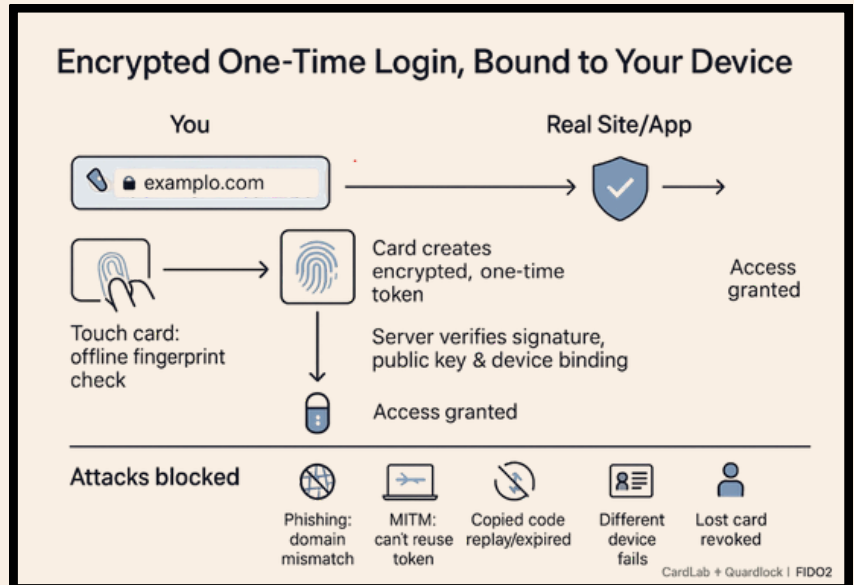 Encrypted One-Time Login, Bound to Your Device
You
Real Site/App
examplo.com
Card creates
encrypted, one-time
token
Access
granted
Touch card:
offline fingerprint
check
Server verifies signature,
public key & device binding
Access granted
Attacks blocked
Phishing:
domain
mismatch
MITM:
can't reuse
token
Copied code
replay/expired
Different
device
fails
Lost card
revoked
CardLab + Quardlock | FIDO2